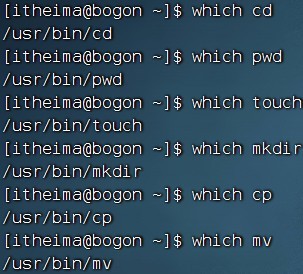 [itheima@bogon ~]$ which cd
/usr/bin/cd
[itheima@bogon ~]$ which pwd
/usr/bin/pwd
[itheima@bogon ~]$ which touch
/usr/bin/touch
[itheima@bogon ~]$ which mkdir
/usr/bin/mkdir
[itheima@bogon ~]$ which cp
/usr/bin/cp
[itheima@bogon ~]$ which mv
/usr/bin/mv